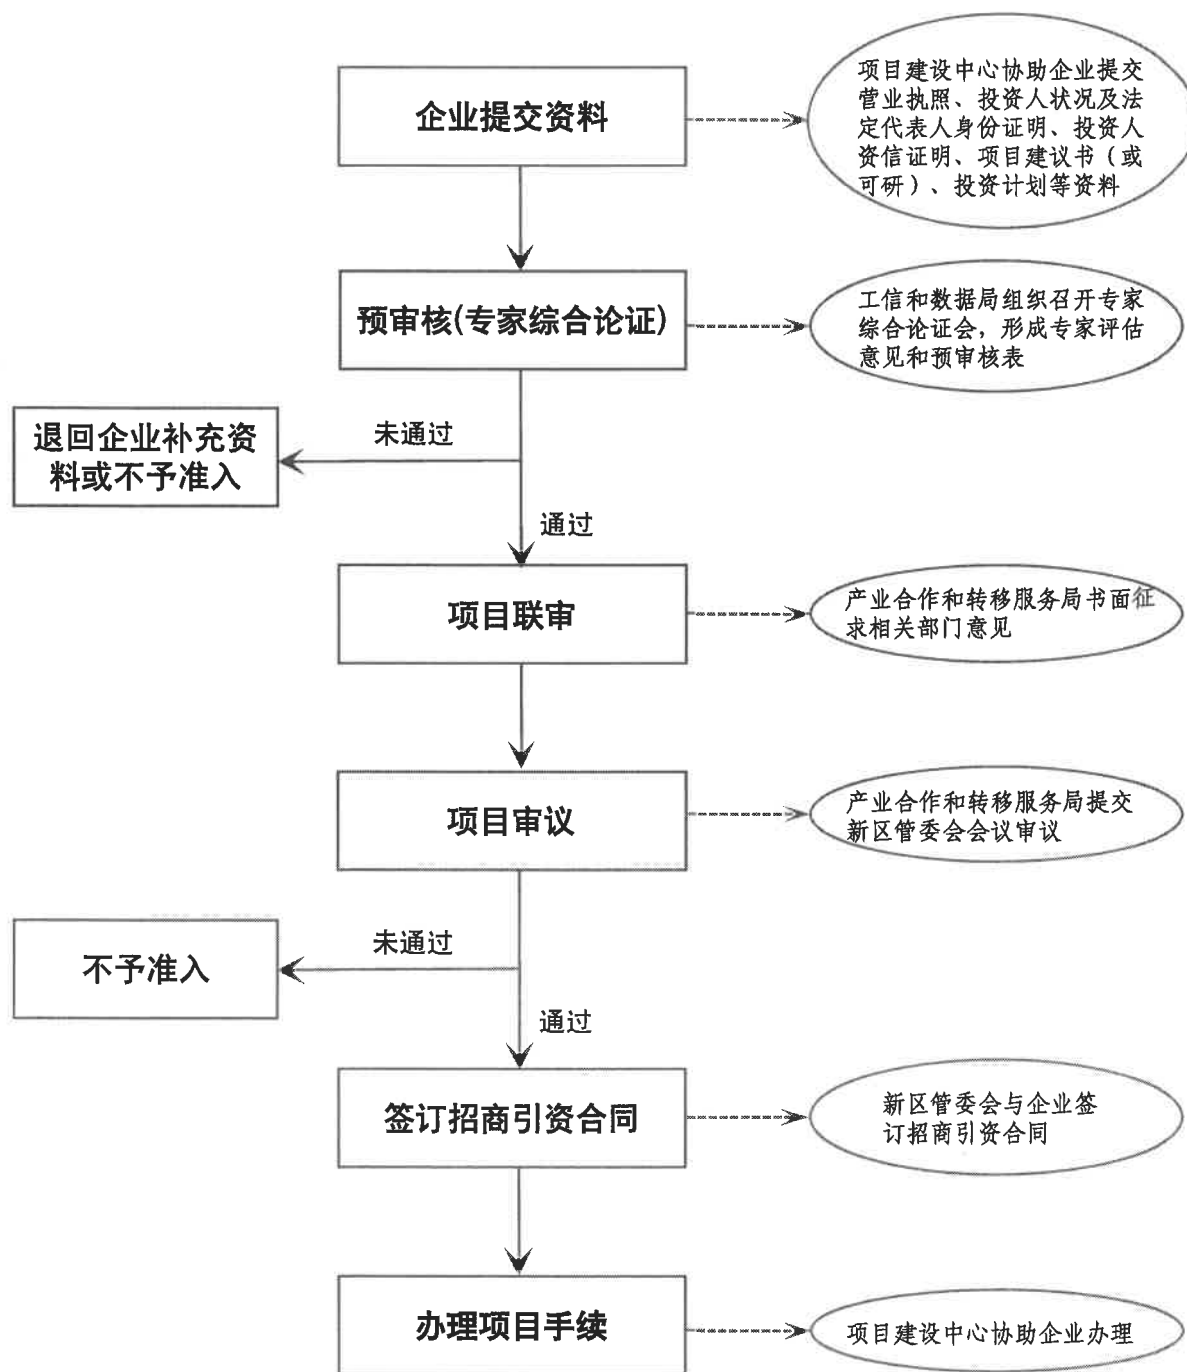 企业提交资料
项目建设中心协助企业提交
营业执照、投资人状况及法
定代表人身份证明、投资人
资信证明、项目建议书（或
可研）、投资计划等资料
预审核(专家综合论证)
工信和数据局组织召开专家
综合论证会，形成专家评估
意见和预审核表
退回企业补充资
料或不予准入
未通过
通过
项目联审
产业合作和转移服务局书面征
求相关部门意见
项目审议
产业合作和转移服务局提交
新区管委会会议审议
不予准入
未通过
通过
签订招商引资合同
新区管委会与企业签
订招商引资合同
办理项目手续
项目建设中心协助企业办理